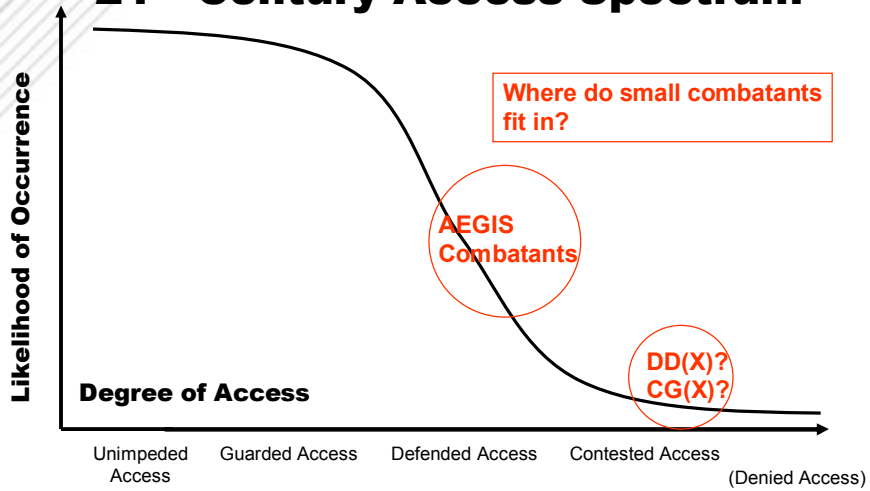 Century Access
Where do small combatants
fit in?
Likelihood of Occurrence
AEGIS
Combatants
DD(X)?
CG(X)?
Degree of Access
Unimpeded
Access
Guarded Access
Defended Access
Contested Access
(Denied Access)